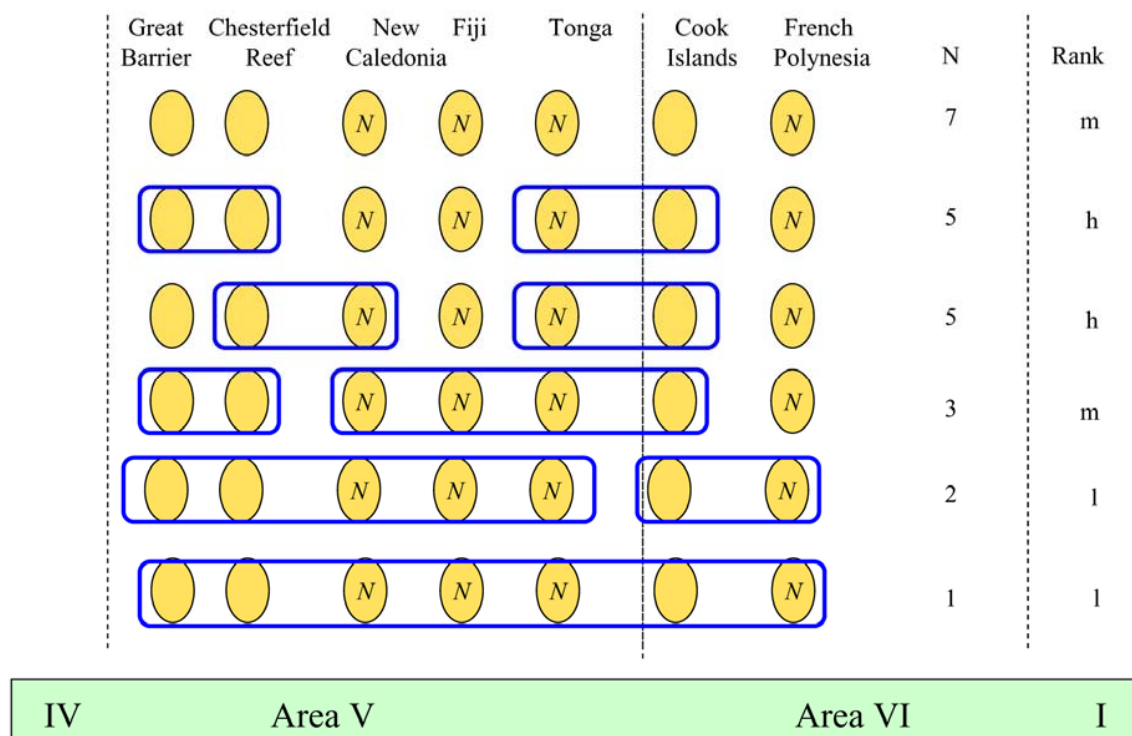 Great Chesterfield New Fiji Tonga Cook French
Barrier Reef Caledonia Islands Polynesia N Rank
N N N N 7 m
N N N N 5 h
N N N N 5 h
N N N N 3 m
N N N N 2 l
N N N N 1 l
IV Area V Area VI I